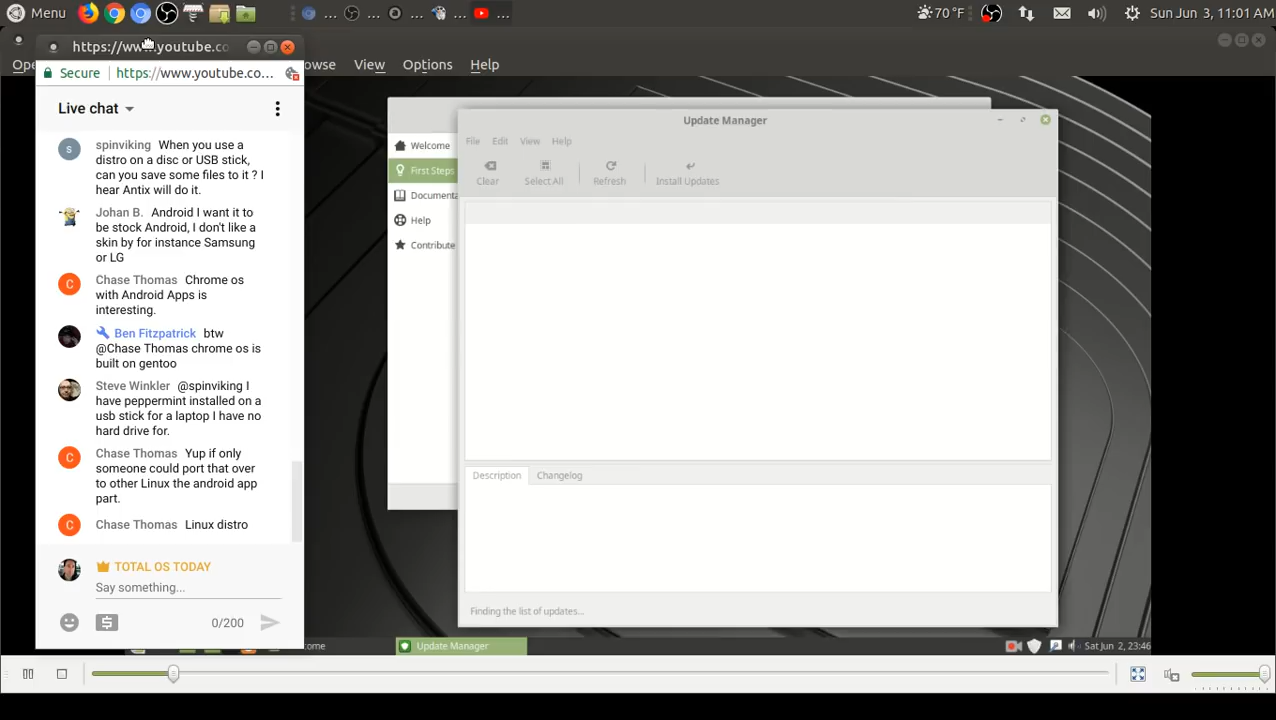 Menu
...
...
...
...
...
70 °F
Sun Jun 3, 11:01 AM
https://www.youtube.co
View
Options
Help
Secure
https://www.youtube.co...
Live chat
spinviking When you use a
distro on a disc or USB stick,
can you save some files to it ? I
hear Antix will do it.
Johan B. Android I want it to
be stock Android, I don't like a
skin by for instance Samsung
or LG
Chase Thomas Chrome os
with Android Apps is
interesting.
Ben Fitzpatrick btw
@Chase Thomas chrome os is
built on gentoo
Steve Winkler @spinviking I
have peppermint installed on a
usb stick for a laptop I have no
hard drive for.
Chase Thomas Yup if only
someone could port that over
to other Linux the android app
part.
Chase Thomas Linux distro
TOTAL OS TODAY
Say something...
0/200
Welcome
First Steps
Documenta
Help
Contribute
Update Manager
File Edit View Help
Clear
Select All
Refresh
Install Updates
Description
Changelog
Finding the list of updates...
Update Manager
Sat Jun 2, 23:46